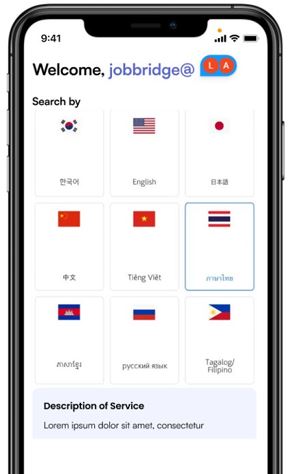 9:41
Welcome, jobbridge@ LA
Search by
한국어 English 日本語
中文 Tiếng Việt ภาษาไทย
ភាសាខ្មែរ русский язык Tagalog/
Filipino
Description of Service
Lorem ipsum dolor sit amet, consectetur